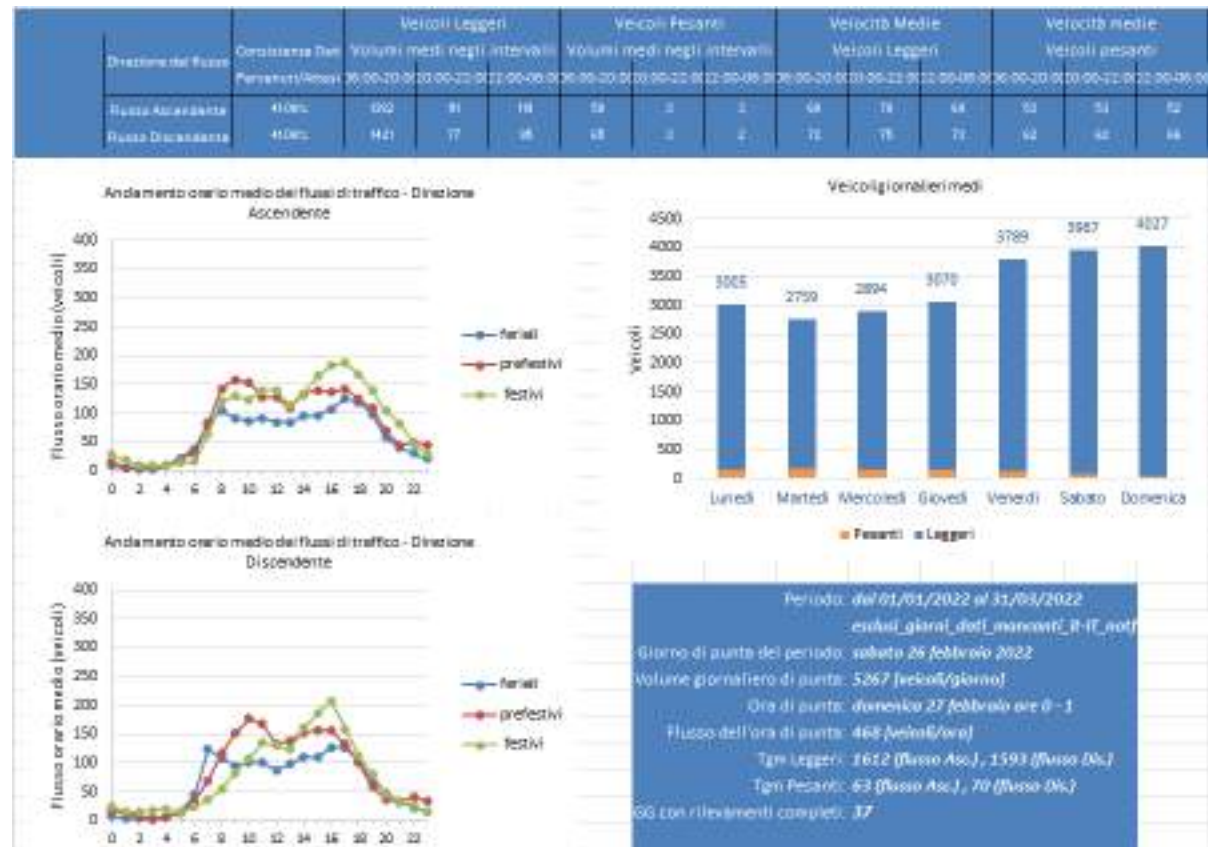 Veicoli Leggeri Veicoli Pesanti Velocità Medie Velocità medie
Direzione del flusso Consistenza Dati Volumi medi negli intervalli Volumi medi negli intervalli Veicoli Leggeri Veicoli pesanti
Flusso Ascendente
Flusso Discendente 1421 77
Andamento orario medio dei flussi di traffico - Direzione
Ascendente
Flusso orario medio (veicoli)
400
350
300
250
200
150
100
50
0
0 2 4 6 8 10 12 14 16 18 20 22
feriali
prefestivi
festivi
Veicoli giornalieri medi
Veicoli
4500
4000
3500
3000
2500
2000
1500
1000
500
0
3005 2759 2894 3070 3789 3967 4027
Lunedì Martedì Mercoledì Giovedì Venerdì Sabato Domenica
Pesanti Leggeri
Andamento orario medio dei flussi di traffico - Direzione
Discendente
Flusso orario medio (veicoli)
400
350
300
250
200
150
100
50
0
0 2 4 6 8 10 12 14 16 18 20 22
feriali
prefestivi
festivi
Periodo: dal 01/01/2022 al 31/03/2022
esclusi_giorni_dati_mancanti_it-IT_notf
Giorno di punta del periodo: sabato 26 febbraio 2022
Volume giornaliero di punta: 5267 (veicoli/giorno)
Ora di punta: domenica 27 febbraio ore 0 - 1
Flusso dell'ora di punta: 468 (veicoli/ora)
Tgm Leggeri: 1612 (flusso Asc.) , 1593 (flusso Dis.)
Tgm Pesanti: 63 (flusso Asc.) , 70 (flusso Dis.)
GG con rilevamenti completi: 37